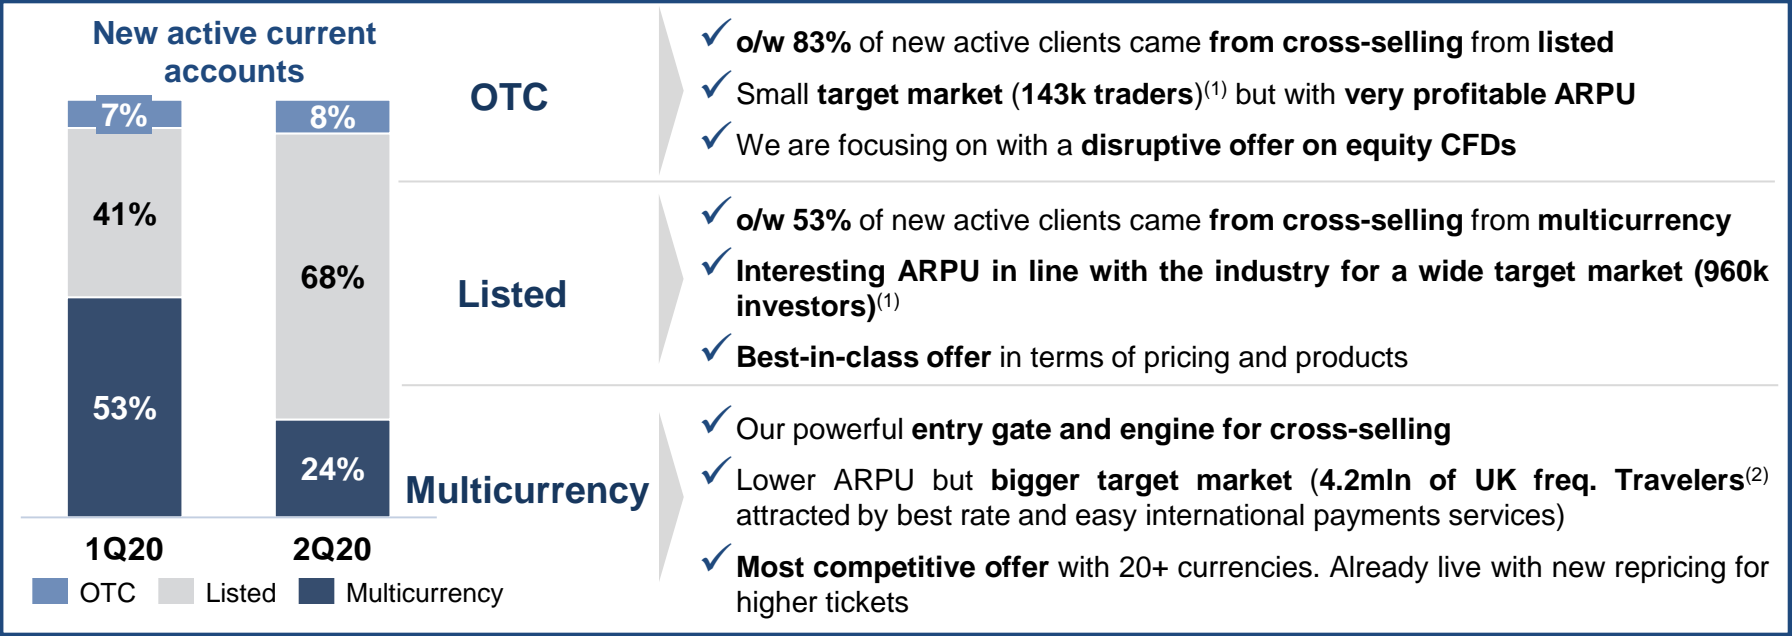 New active current
accounts
7%
8%
41%
68%
53%
24%
1Q20
2Q20
OTC
Listed
Multicurrency
OTC
✓ o/w 83% of new active clients came from cross-selling from listed
✓ Small target market (143k traders)(1) but with very profitable ARPU
✓ We are focusing on with a disruptive offer on equity CFDs
Listed
✓ o/w 53% of new active clients came from cross-selling from multicurrency
✓ Interesting ARPU in line with the industry for a wide target market (960k
investors)(1)
✓ Best-in-class offer in terms of pricing and products
Multicurrency
✓ Our powerful entry gate and engine for cross-selling
✓ Lower ARPU but bigger target market (4.2mln of UK freq. Travelers(2)
attracted by best rate and easy international payments services)
✓ Most competitive offer with 20+ currencies. Already live with new repricing for
higher tickets